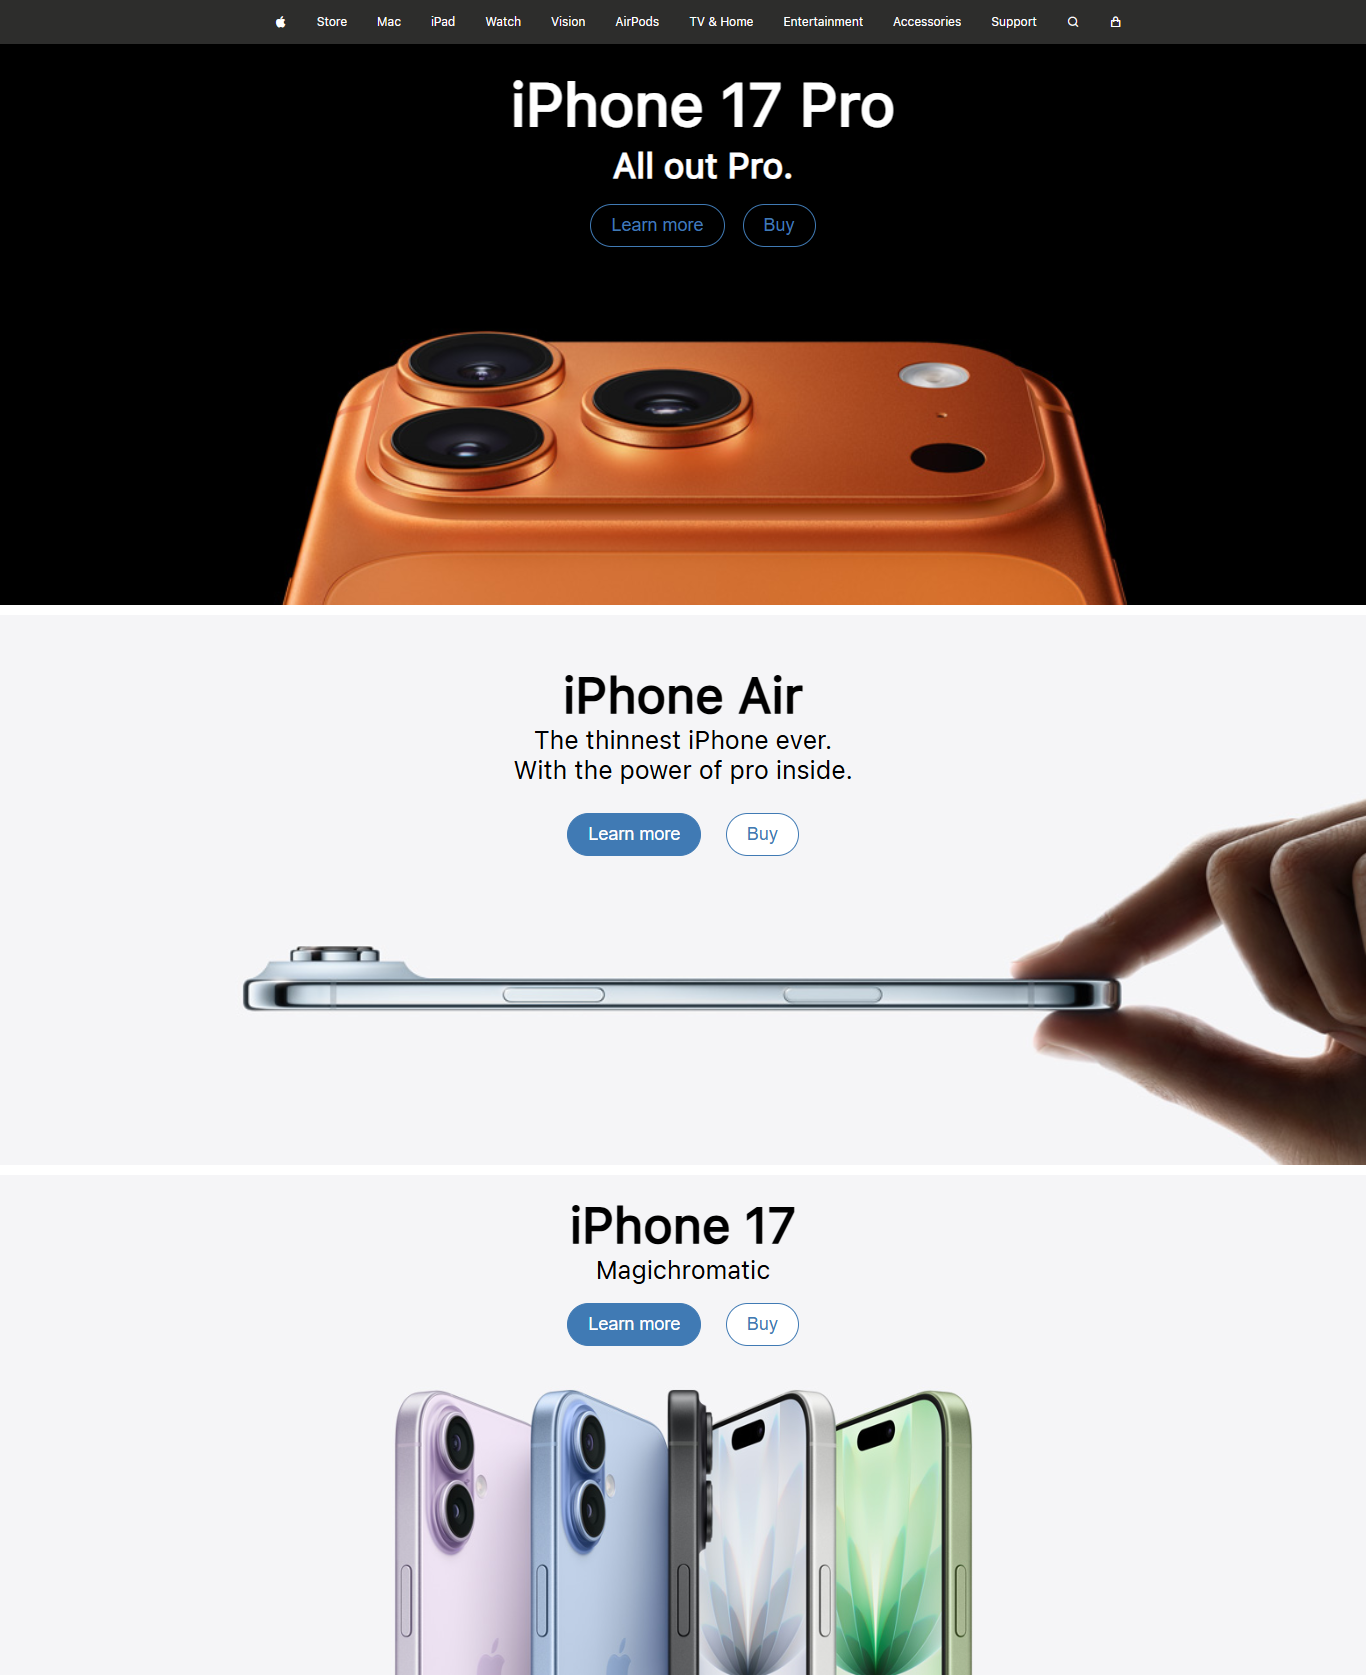 Store Mac iPad Watch Vision AirPods TV & Home Entertainment Accessories Support
iPhone 17 Pro
All out Pro.
Learn more Buy
iPhone Air
The thinnest iPhone ever.
With the power of pro inside.
Learn more Buy
iPhone 17
Magichromatic
Learn more Buy